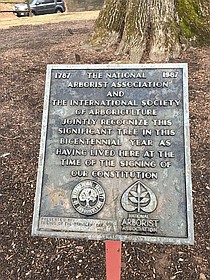 1787 THE NATIONAL 1987
ARBORIST ASSOCIATION
AND
THE INTERNATIONAL SOCIETY
OF ARBORICULTURE
JOINTLY RECOGNIZE THIS
SIGNIFICANT TREE IN THIS
BICENTENNIAL YEAR AS
HAVING LIVED HERE AT THE
TIME OF THE SIGNING OF
OUR CONSTITUTION
NATIONAL
ARBORIST
ASSOCIATION